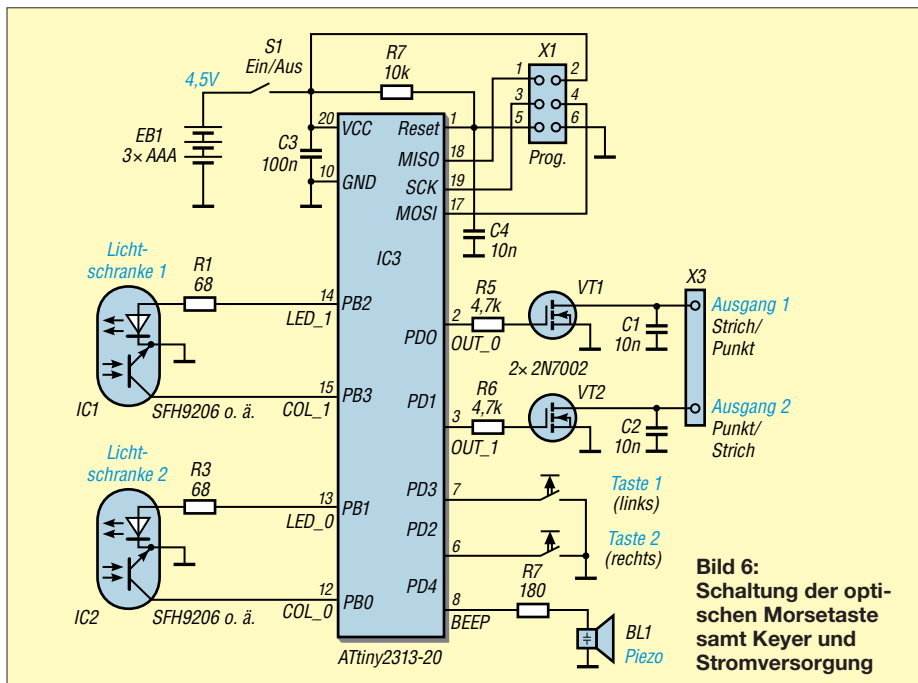 S1
Ein/Aus
4,5V
R7
10k
X1
1
2
3
4
5
6
Prog.
EB1
3× AAA
C3
100n
20
VCC
10
GND
Reset
1
MISO
18
SCK
19
MOSI
17
C4
10n
IC3
Licht-
schranke 1
R1
68
14
PB2
LED_1
15
PB3
COL_1
IC1
SFH9206 o. ä.
R5
4,7k
2
PD0
OUT_0
VT1
2× 2N7002
C1
10n
X3
Ausgang 1
Strich/
Punkt
PD1
3
R6
4,7k
OUT_1
VT2
C2
10n
Ausgang 2
Punkt/
Strich
Licht-
schranke 2
R3
68
13
PB1
LED_0
12
PB0
COL_0
IC2
SFH9206 o. ä.
PD3
7
Taste 1
(links)
PD2
6
Taste 2
(rechts)
PD4
8
BEEP
R7
180
BL1
Piezo
ATtiny2313-20
Bild 6:
Schaltung der opti-
schen Morsetaste
samt Keyer und
Stromversorgung